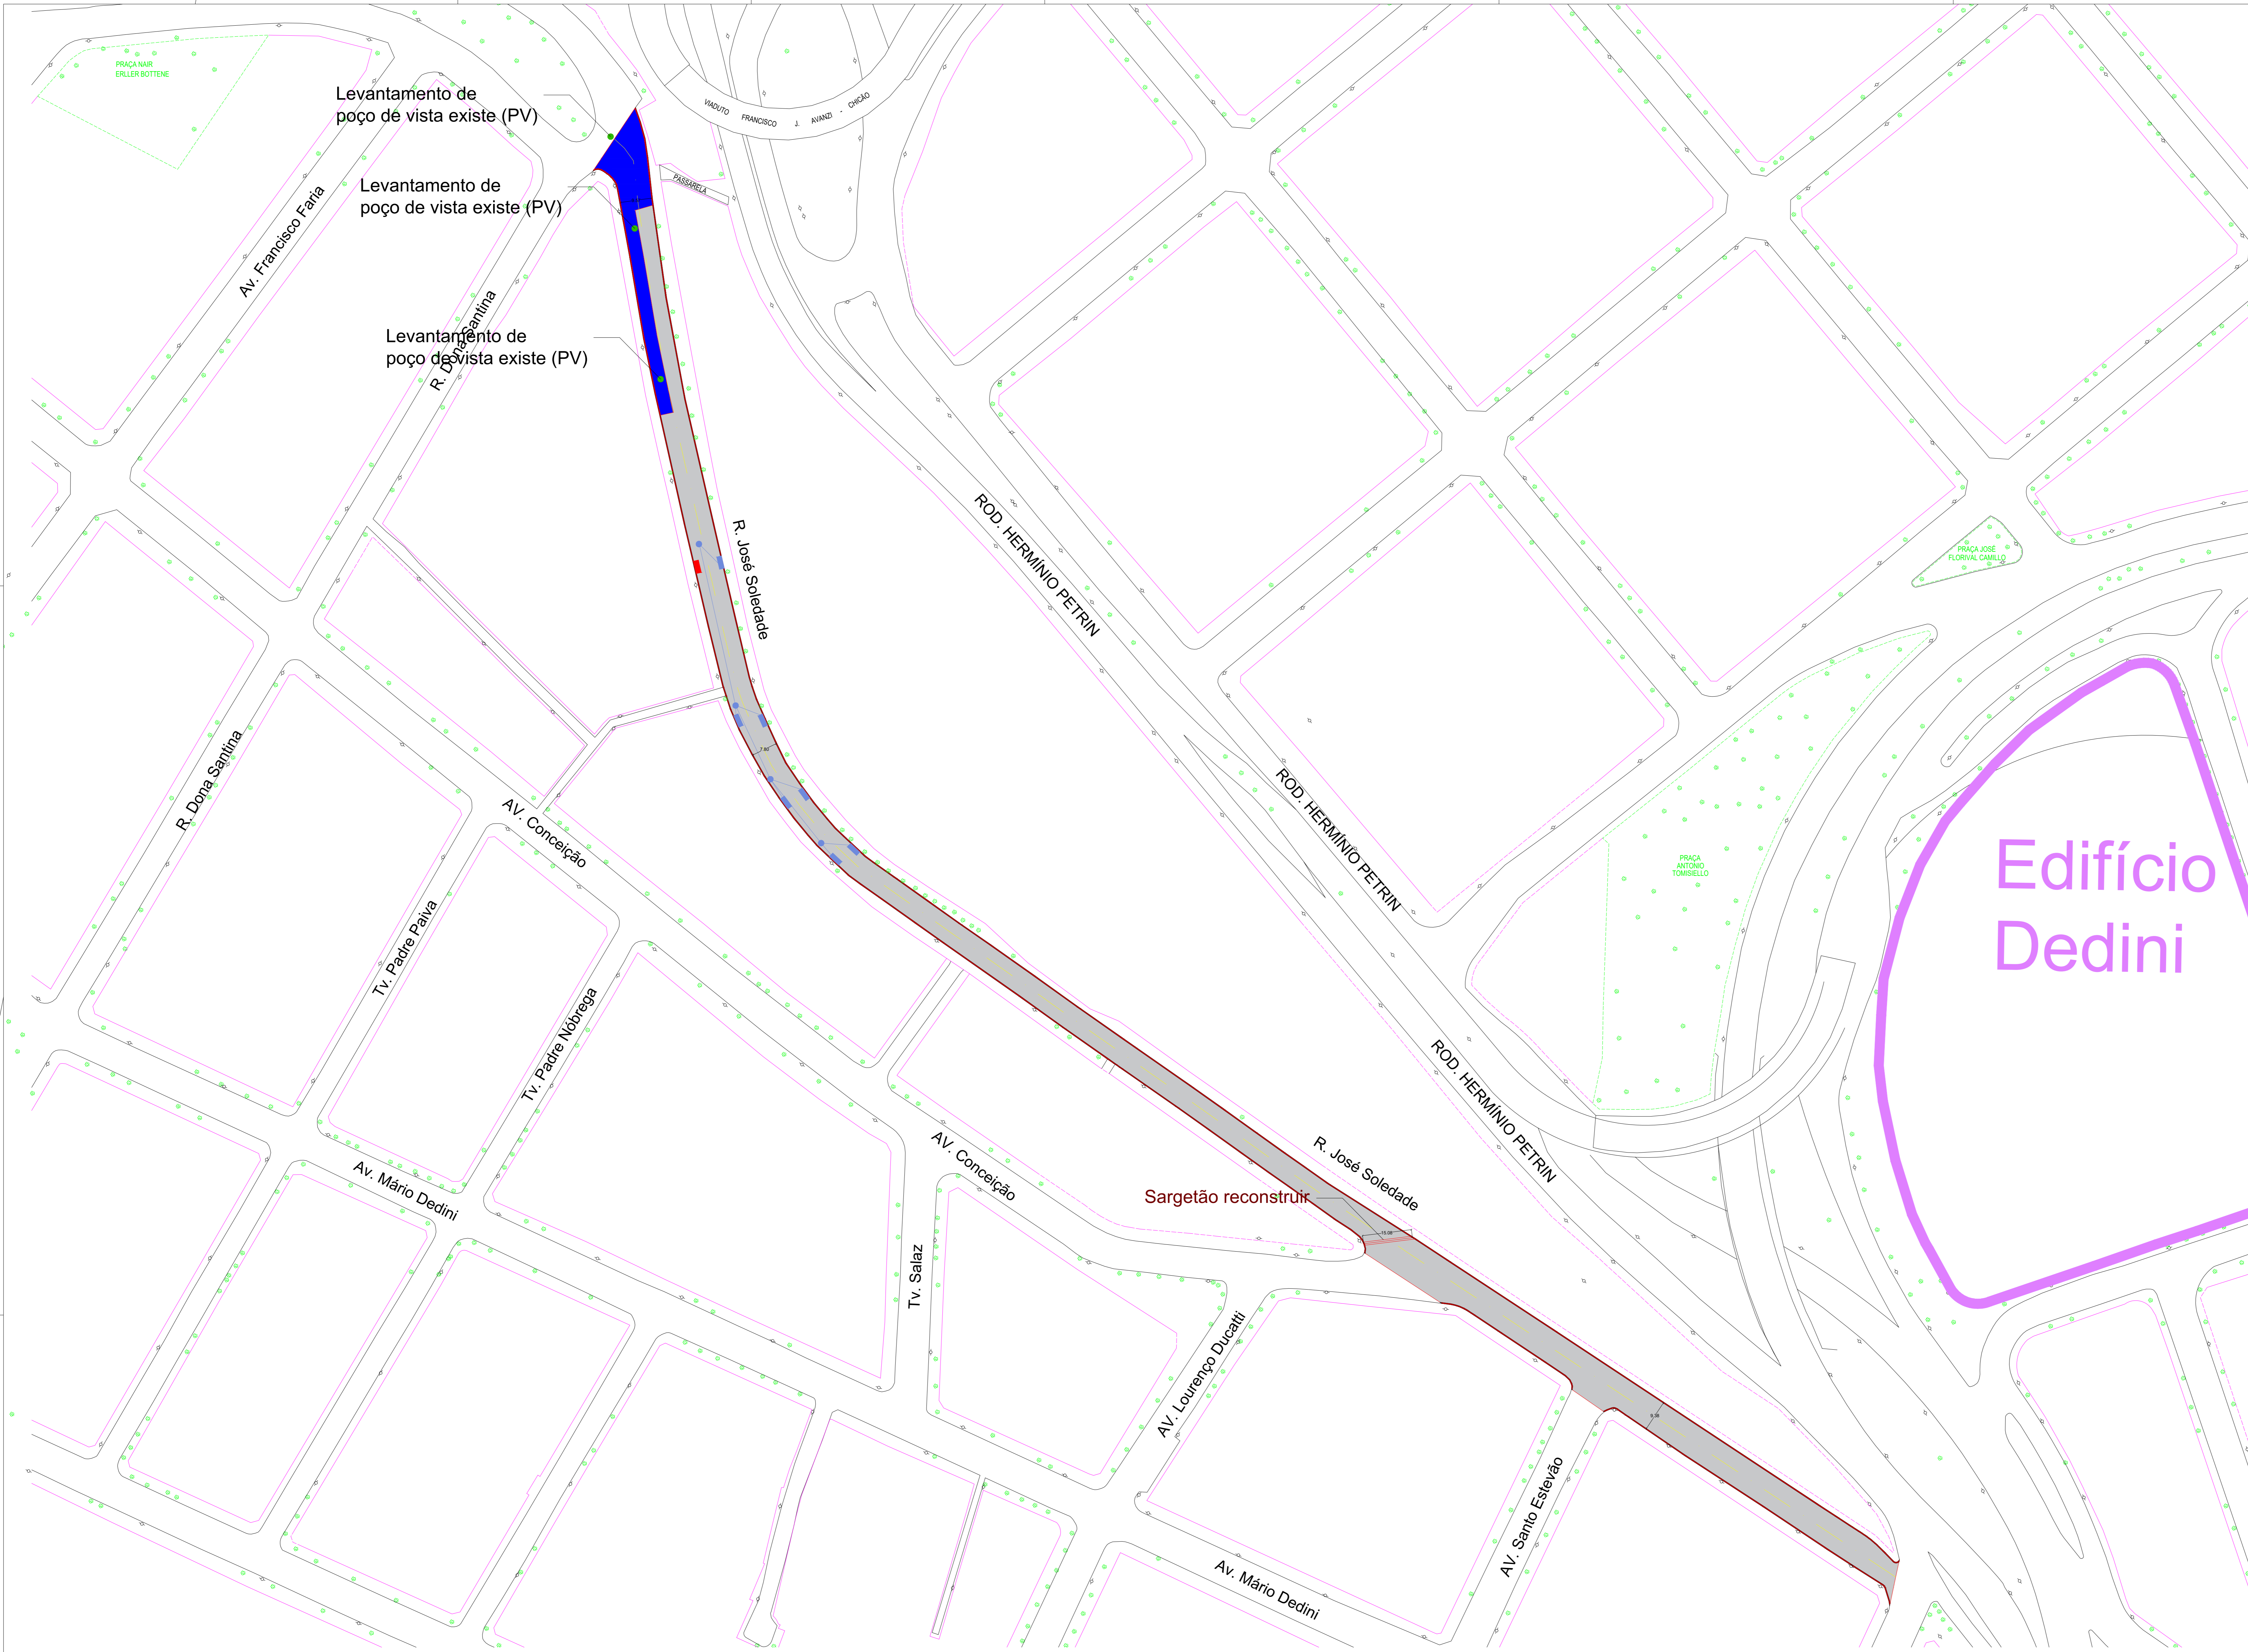 PRAÇA NAIR
ERLLER BOTTENE
Levantamento de
poço de vista existe (PV)
VIADUTO FRANCISCO J. AVANZI - CHICÃO
PASSARELA
Levantamento de
poço de vista existe (PV)
Av. Francisco Faria
R. Dona Santina
Levantamento de
poço de vista existe (PV)
R. José Soledade
ROD. HERMÍNIO PETRIN
PRAÇA JOSÉ
FLORIVAL CAMILLO
R. Dona Santina
7.80
AV. Conceição
ROD. HERMÍNIO PETRIN
PRAÇA
ANTONIO
TOMISIELLO
Edifício
Dedini
Tv. Padre Paiva
Tv. Padre Nóbrega
ROD. HERMÍNIO PETRIN
AV. Conceição
R. José Soledade
Av. Mário Dedini
Sargetão reconstruir
Tv. Salaz
AV. Lourenço Ducatti
AV. Santo Estevão
Av. Mário Dedini